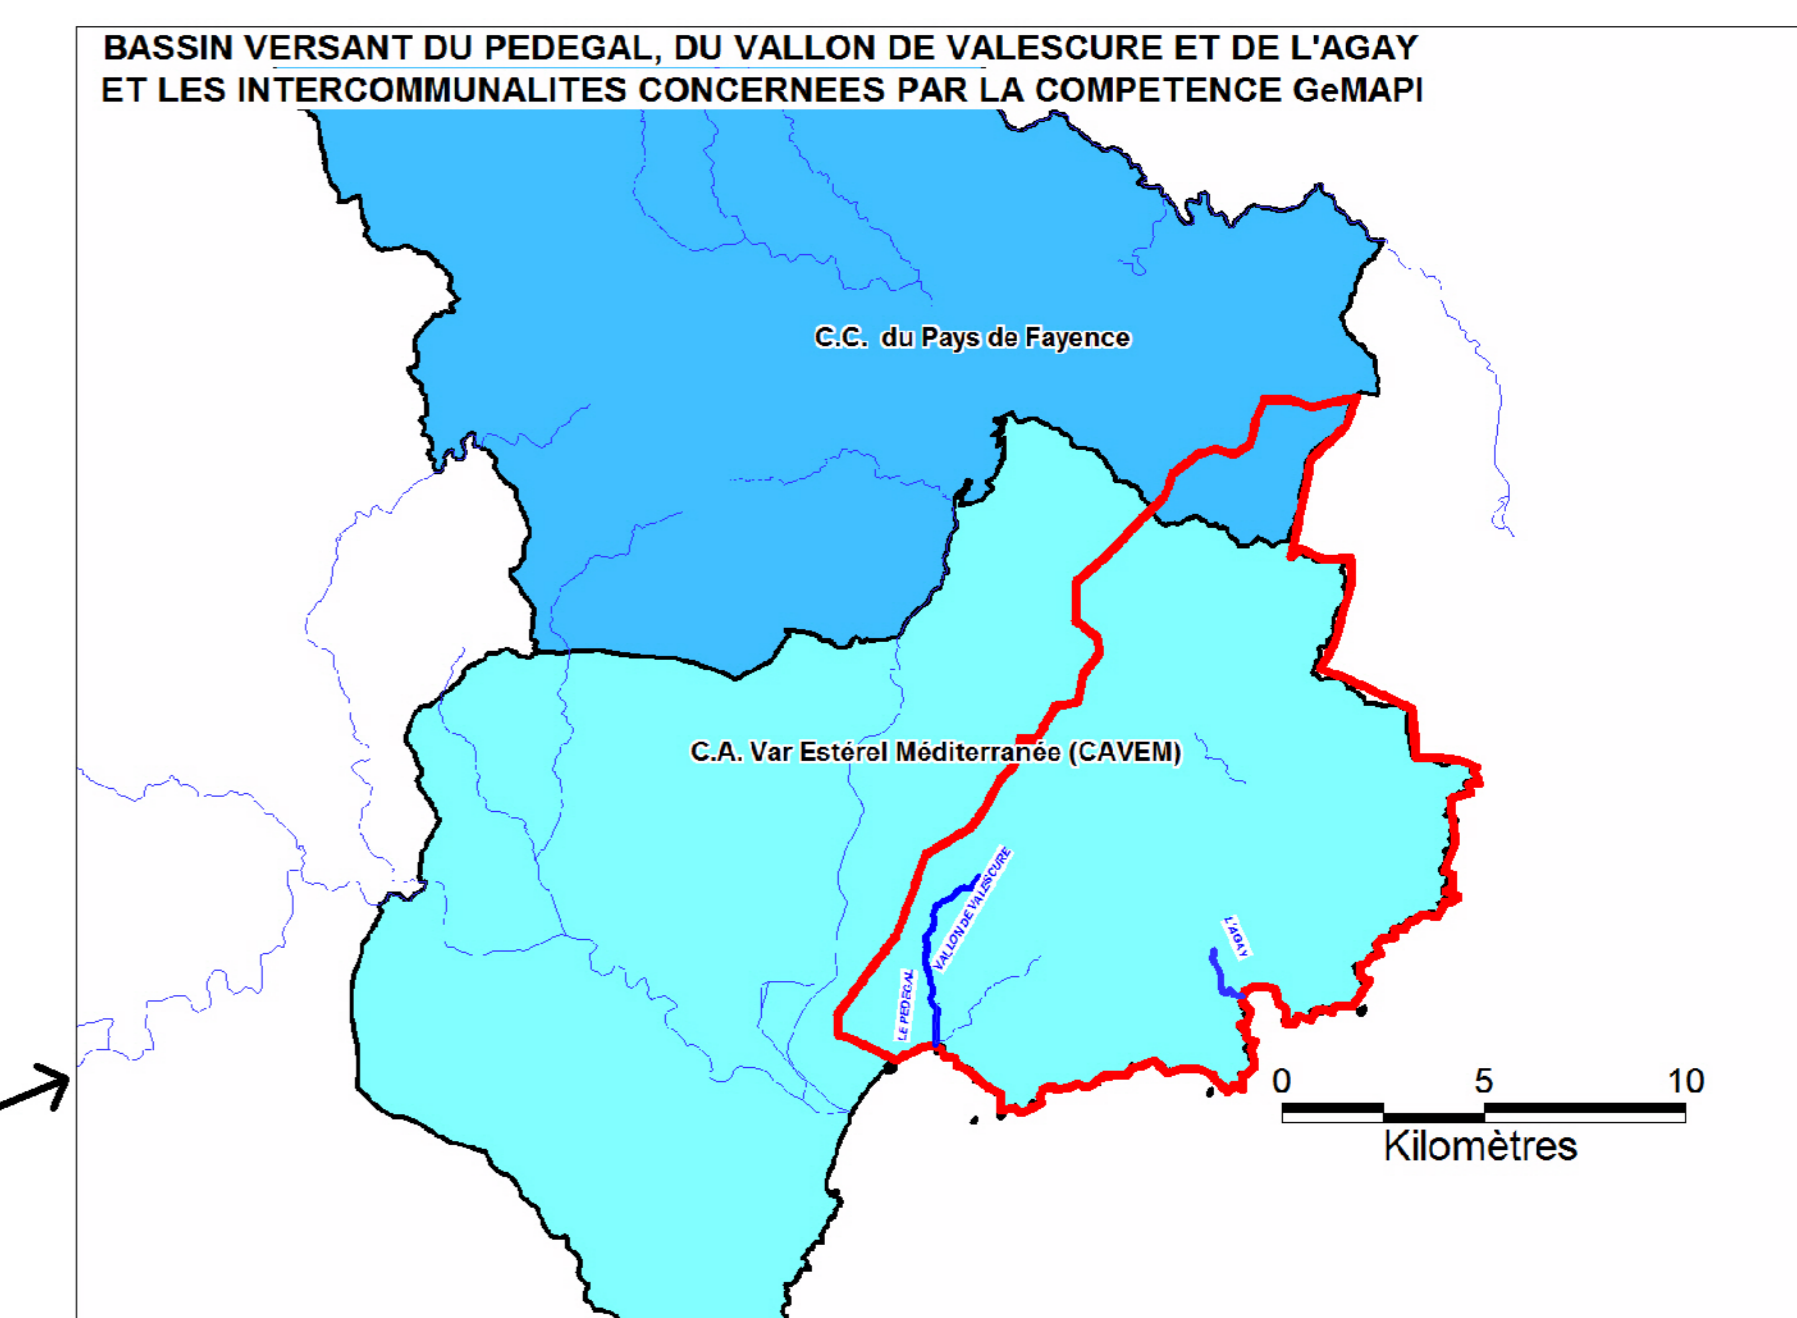 BASSIN VERSANT DU PEDEGAL, DU VALLON DE VALESCURE ET DE L'AGAY
ET LES INTERCOMMUNALITES CONCERNEES PAR LA COMPETENCE GeMAPI
C.C. du Pays de Fayence
C.A. Var Estérel Méditerranée (CAVEM)
VALLON DE VALESCURE
L'AGAY
LE PEDEGAL
0 5 10
Kilomètres